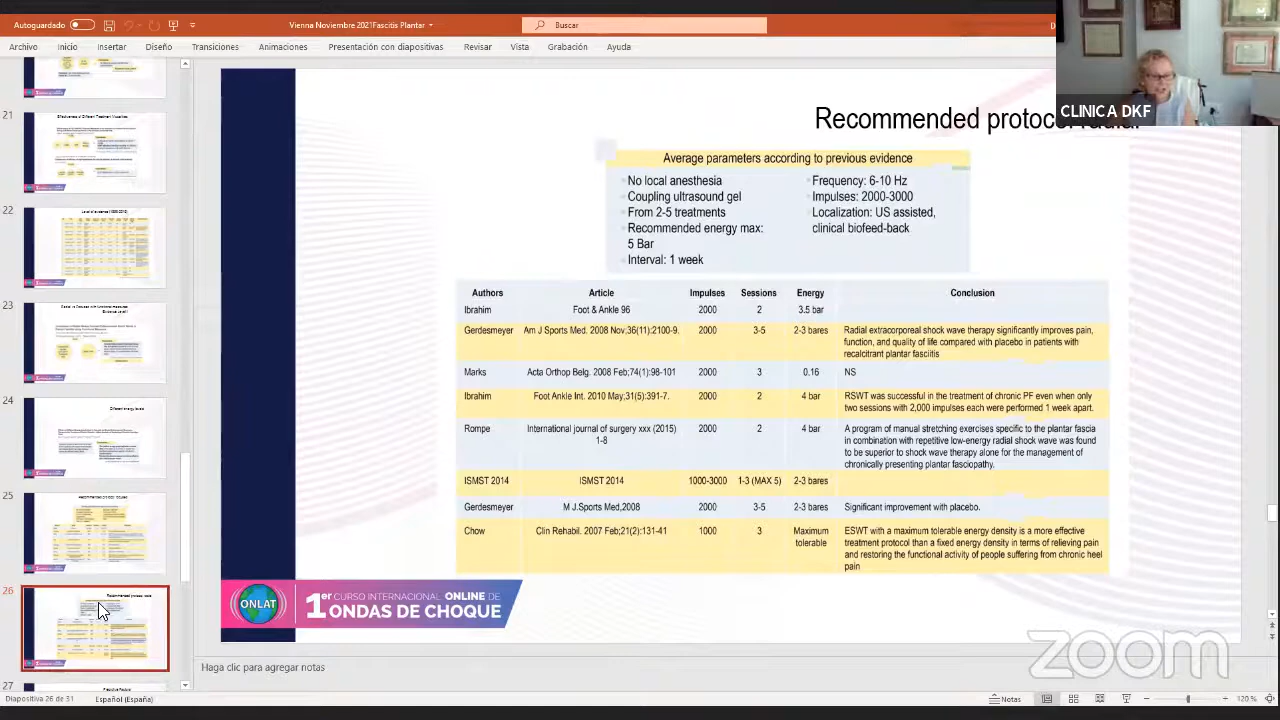 Autoguardado
Vienna Noviembre 2021Fascitis Plantar
Buscar
Archivo Inicio Insertar Diseño Transiciones Animaciones Presentación con diapositivas Revisar Vista Grabación Ayuda
CLINICA DKF
21
22
23
24
25
26
27
Recommended protocol
Average parameters according to previous evidence
No local anesthesia
Coupling ultrasound gel
From 2-5 treatments
Recommended energy max:
5 Bar
Interval: 1 week
Frequency: 6-10 Hz
Impulses: 2000-3000
Localization: US assisted,
clinical biofeed-back
Authors Article Impulses Sessions Energy Conclusion
Ibrahim Foot & Ankle 96 2000 2 3.5 bar
Gerdesmeyer Am J Sports Med. 2008 Nov;36(11):2100-9. 2000 3-5 2-3 bares Radial extracorporeal shock wave therapy significantly improves pain,
function, and quality of life compared with placebo in patients with
recalcitrant plantar fasciitis
Marks Acta Orthop Belg. 2008 Feb;74(1):98-101 2000 3 0.16 NS
Ibrahim Foot Ankle Int. 2010 May;31(5):391-7. 2000 2 4 bar RSWT was successful in the treatment of chronic PF even when only
two sessions with 2,000 impulses each were performed 1 week apart.
Rompe International journal of surgery xxx (2015)
1-8 2000 2 A program of manual stretching exercises specific to the plantar fascia
in combination with repetitive low-energy radial shock wave was found
to be superior to shock wave therapy alone for the management of
chronically presenting plantar fasciopathy.
ISMST 2014 ISMST 2014 1000-3000 1-3 (MAX 5) 2-3 bares
Gerdesmeyer M J.Sports Med,2008 2000 3-5 2-3 bares Significant improvement with placebo.
Chow Clin Rehabil. 2007 Feb;21(2):131-41 1000 3 Maximum
tolerable ESWT with a maximum tolerated energy density is a more effective
treatment protocol than a fixed energy density in terms of relieving pain
and restoring the functional activity of people suffering from chronic heel
pain
ONLAT
1er CURSO INTERNACIONAL ONLINE DE
ONDAS DE CHOQUE
zoom
Haga clic para agregar notas
Diapositiva 26 de 31 Español (España) Notas 120 %